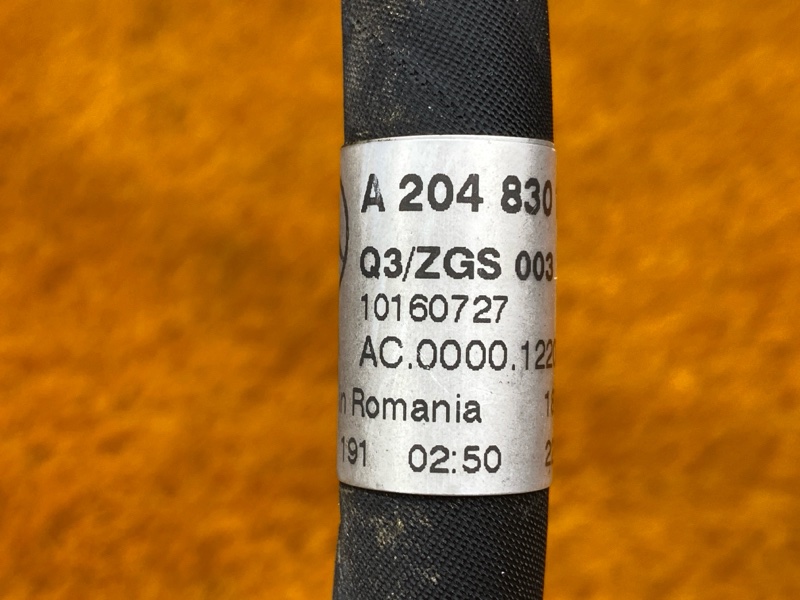 A 204 830
Q3/ZGS 003
10160727
AC.0000.122
Romania
191 02:50